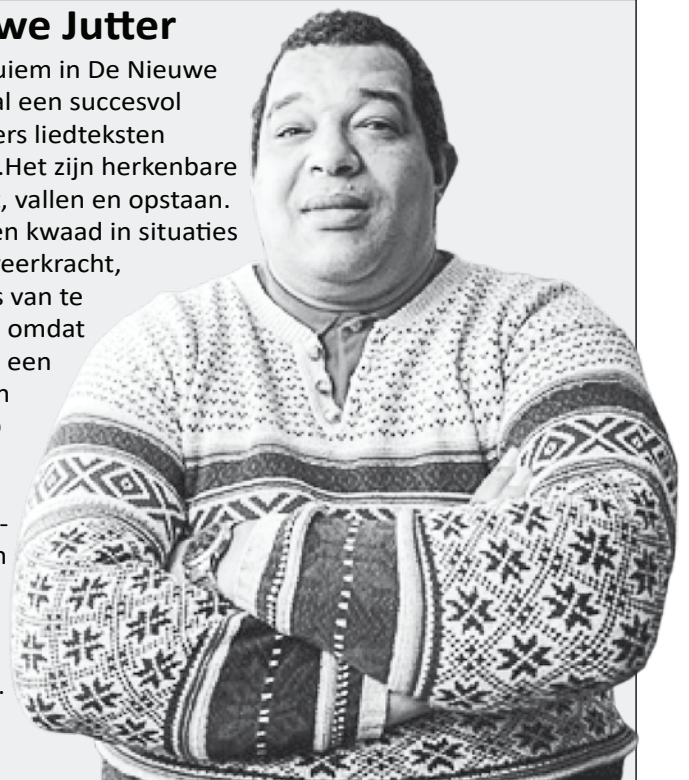 we Jutter
uiem in De Nieuwe
al een succesvol
ers liedteksten
.Het zijn herkenbare
, vallen en opstaan.
en kwaad in situaties
veerkracht,
s van te
omdat
een
n
-
n
.